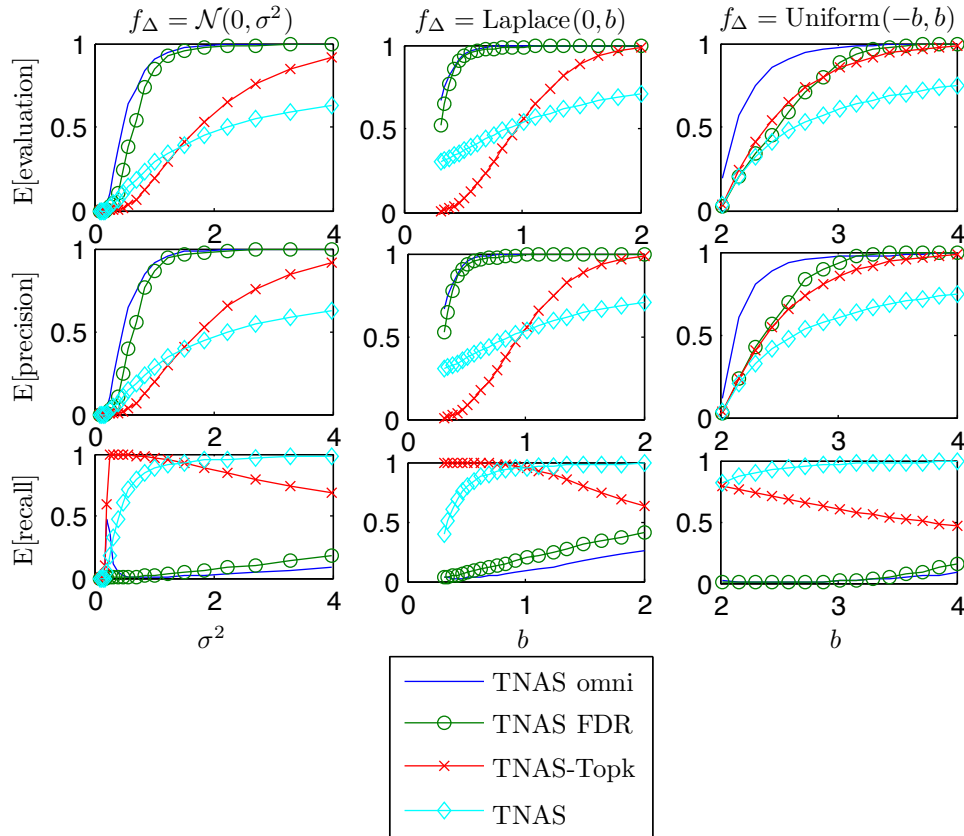 f_Δ = 𝒩(0, σ²)
f_Δ = Laplace(0, b)
f_Δ = Uniform(−b, b)
E[evaluation]
1
0.5
0
0 2 4
1
0.5
0
0 1 2
1
0.5
0
2 3 4
E[precision]
1
0.5
0
0 2 4
1
0.5
0
0 1 2
1
0.5
0
2 3 4
E[recall]
1
0.5
0
0 2 4
σ²
1
0.5
0
0 1 2
b
1
0.5
0
2 3 4
b
TNAS omni
TNAS FDR
TNAS-Topk
TNAS